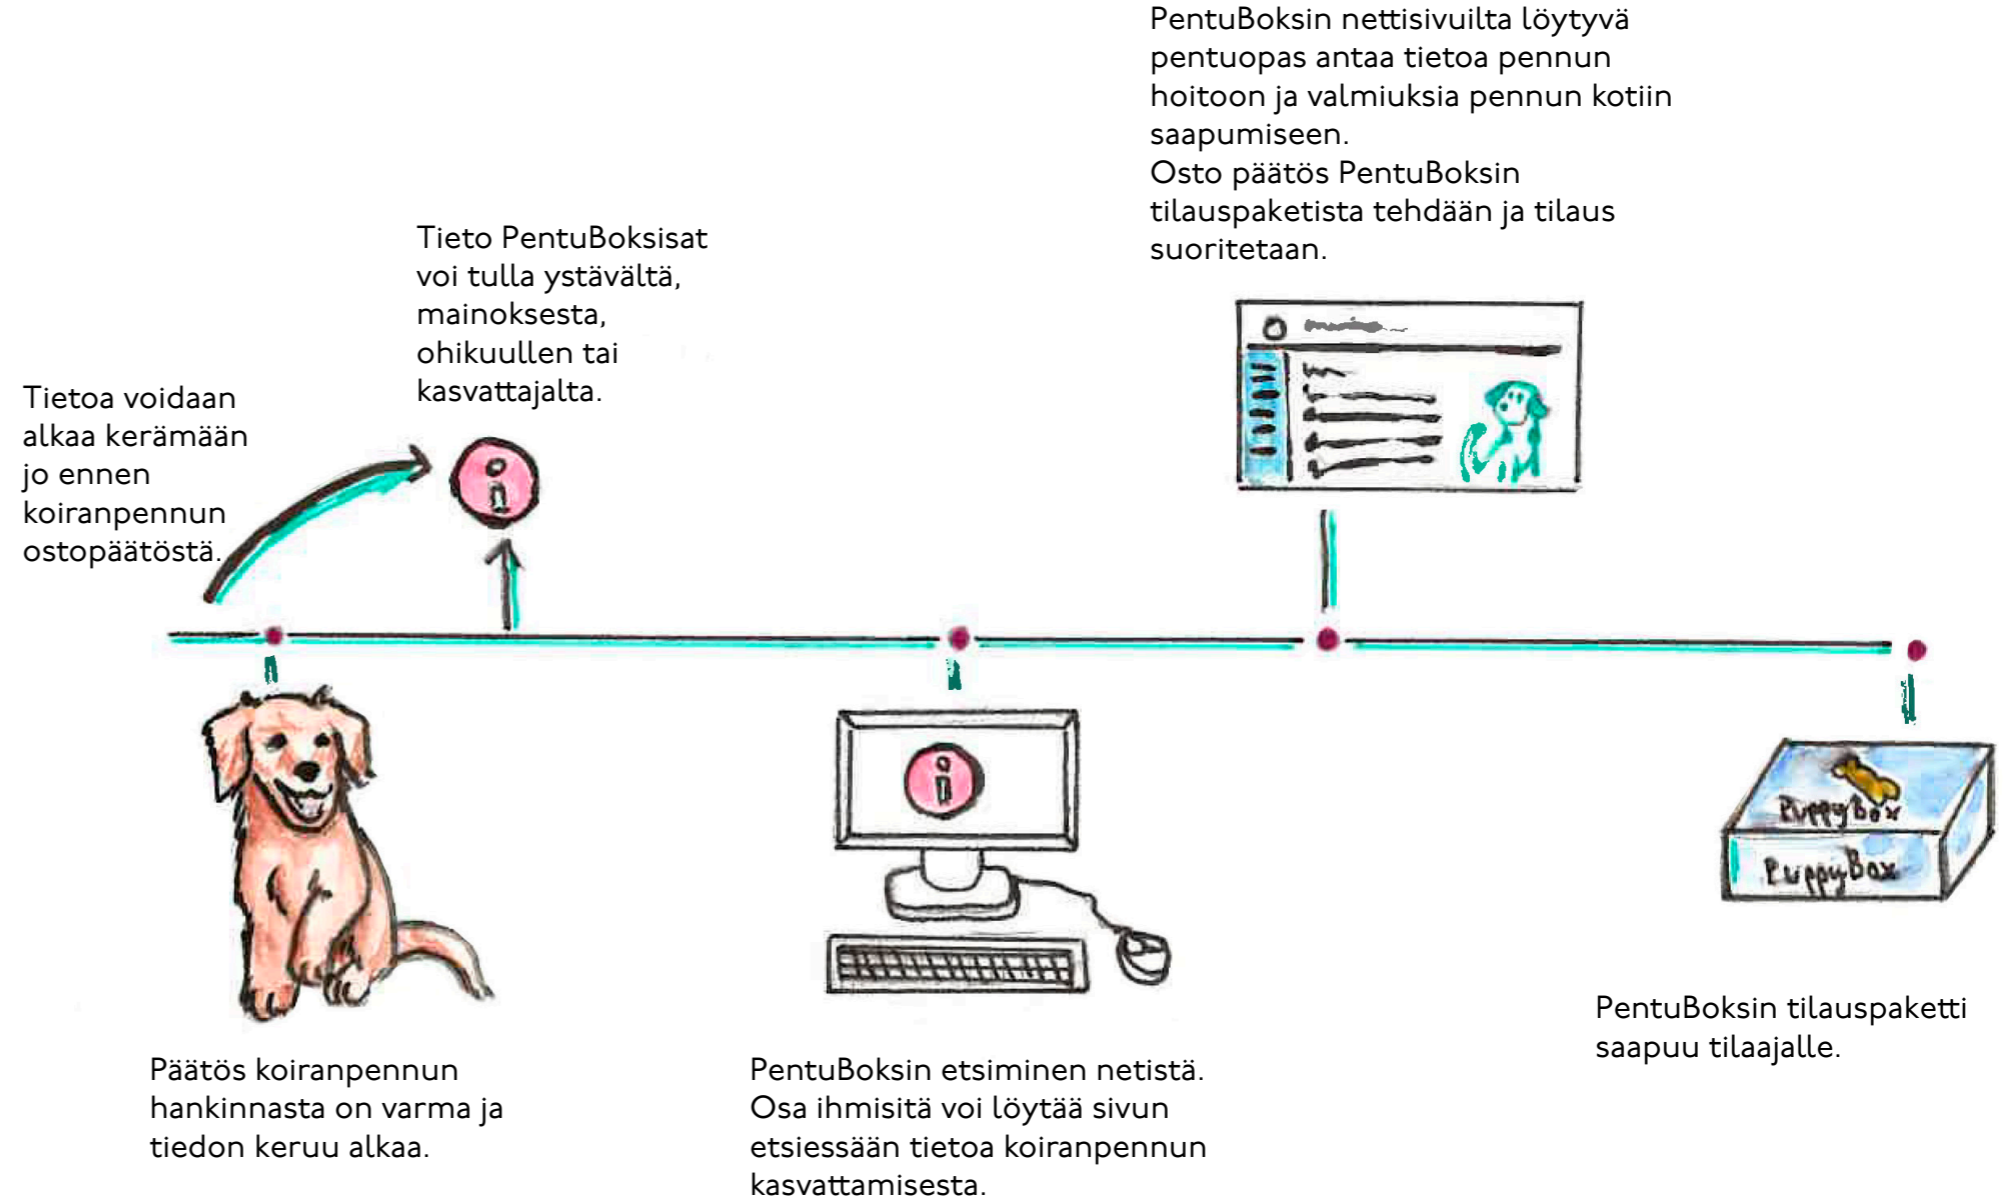 PentuBoksin nettisivuilta löytyvä
pentuopas antaa tietoa pennun
hoitoon ja valmiuksia pennun kotiin
saapumiseen.
Osto päätös PentuBoksin
tilauspaketista tehdään ja tilaus
suoritetaan.
Tieto PentuBoksisat
voi tulla ystävältä,
mainoksesta,
ohikuullen tai
kasvattajalta.
Tietoa voidaan
alkaa kerämään
jo ennen
koiranpennun
ostopäätöstä.
i
i
PuppyBox
PuppyBox
Päätös koiranpennun
hankinnasta on varma ja
tiedon keruu alkaa.
PentuBoksin etsiminen netistä.
Osa ihmisitä voi löytää sivun
etsiessään tietoa koiranpennun
kasvattamisesta.
PentuBoksin tilauspaketti
saapuu tilaajalle.